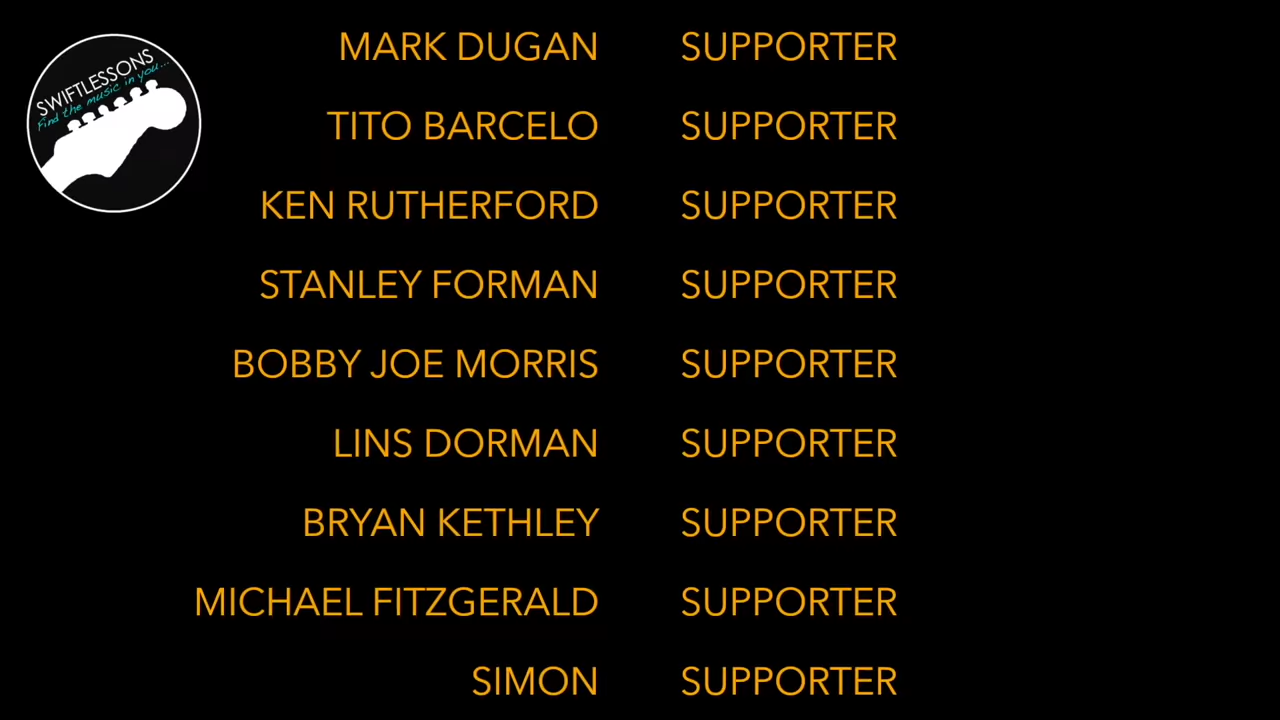 SWIFTLESSONS
Find the music in you...
MARK DUGAN SUPPORTER
TITO BARCELO SUPPORTER
KEN RUTHERFORD SUPPORTER
STANLEY FORMAN SUPPORTER
BOBBY JOE MORRIS SUPPORTER
LINS DORMAN SUPPORTER
BRYAN KETHLEY SUPPORTER
MICHAEL FITZGERALD SUPPORTER
SIMON SUPPORTER